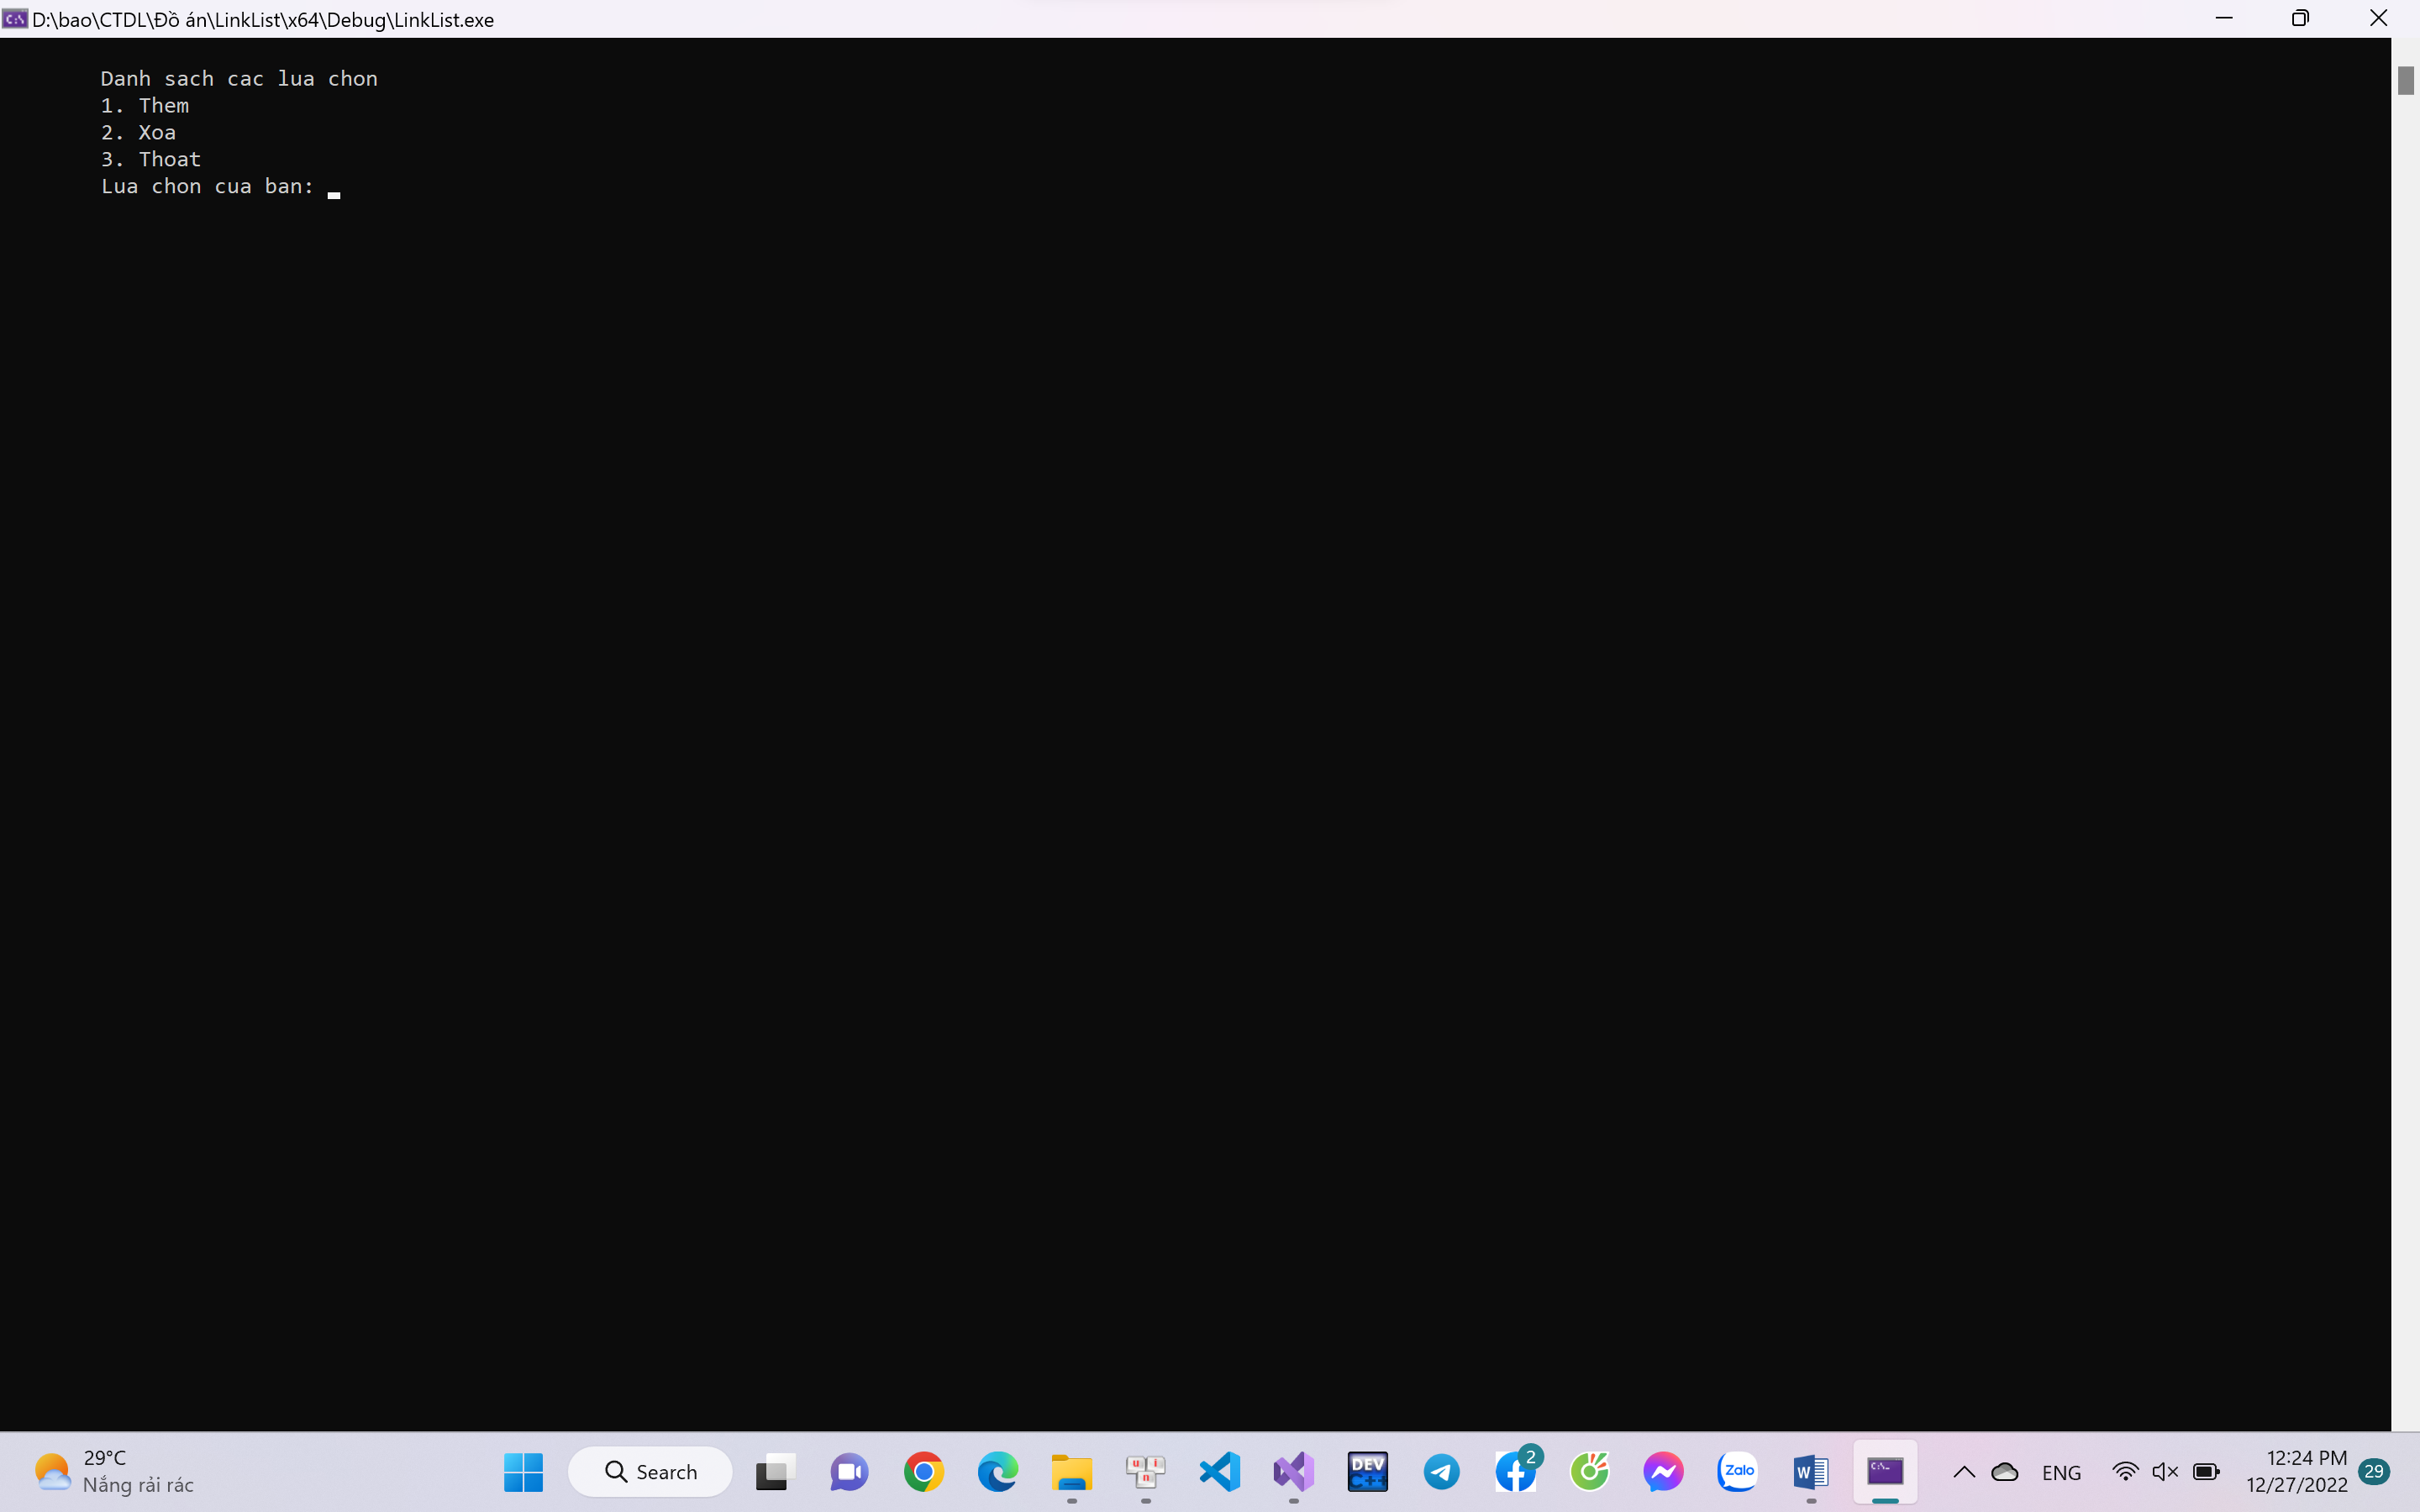 D:\bao\CTDL\Đồ án\LinkList\x64\Debug\LinkList.exe
Danh sach cac lua chon
1. Them
2. Xoa
3. Thoat
Lua chon cua ban:
29°C
Nắng rải rác
Search
DEV
C++
2
Zalo
W
ENG
12:24 PM
12/27/2022
29